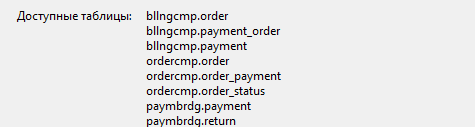 Доступные таблицы: bllngcmp.order
bllngcmp.payment_order
bllngcmp.payment
ordercmp.order
ordercmp.order_payment
ordercmp.order_status
paymbrdg.payment
paymbrdg.return